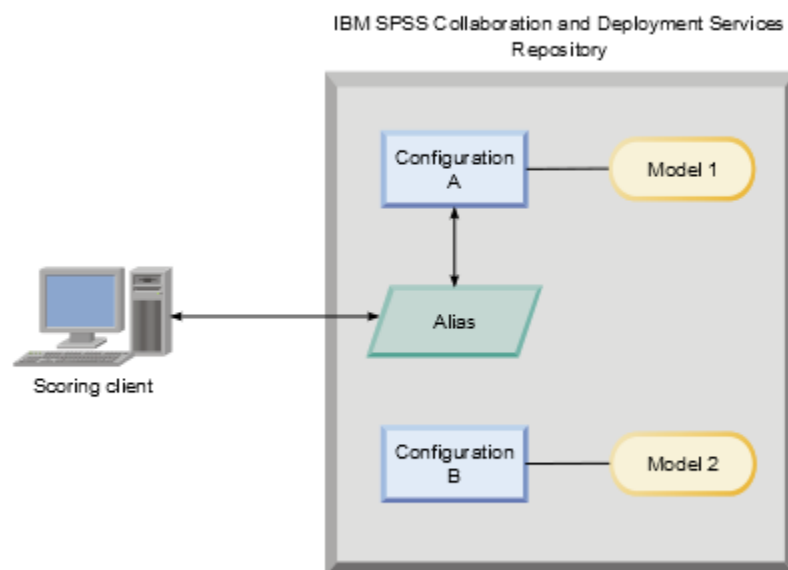 IBM SPSS Collaboration and Deployment Services
Repository
Configuration
A
Model 1
Alias
Scoring client
Configuration
B
Model 2